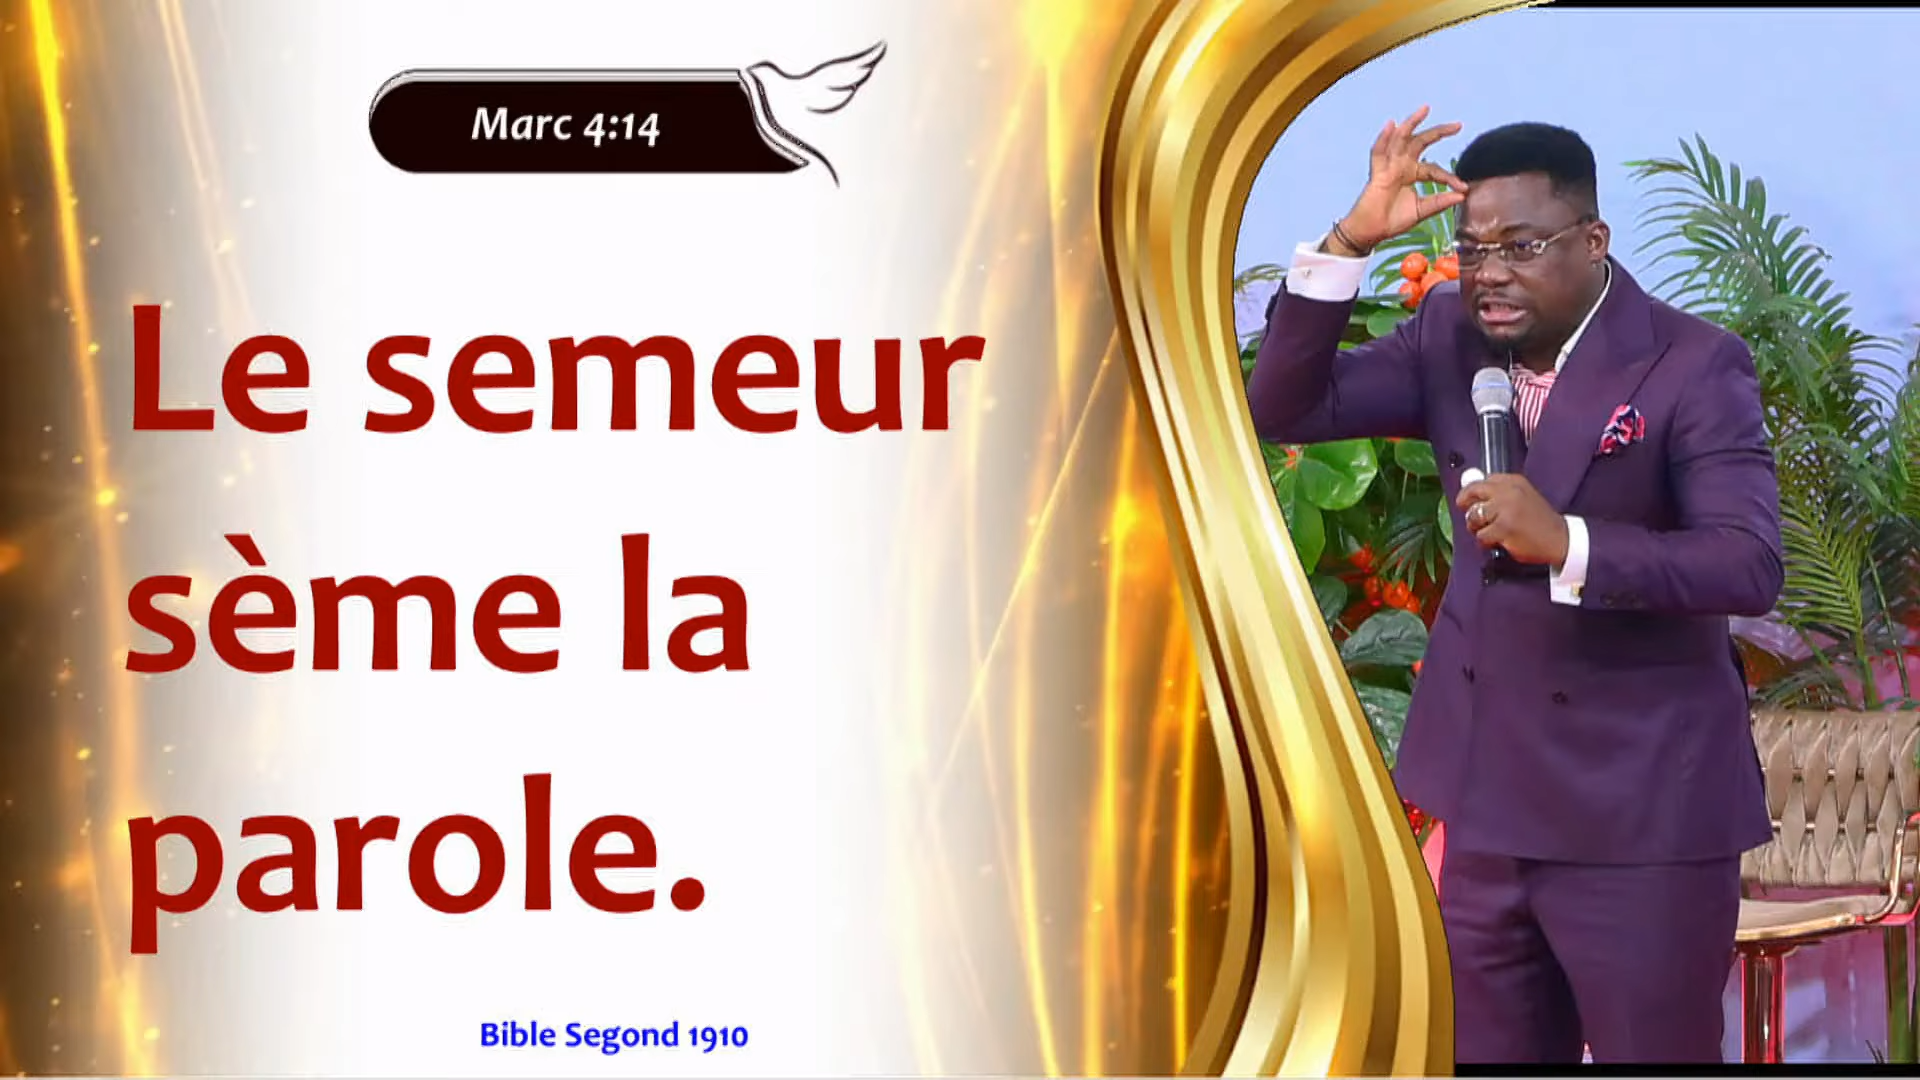 Marc 4:14
Le semeur
sème la
parole.
Bible Segond 1910